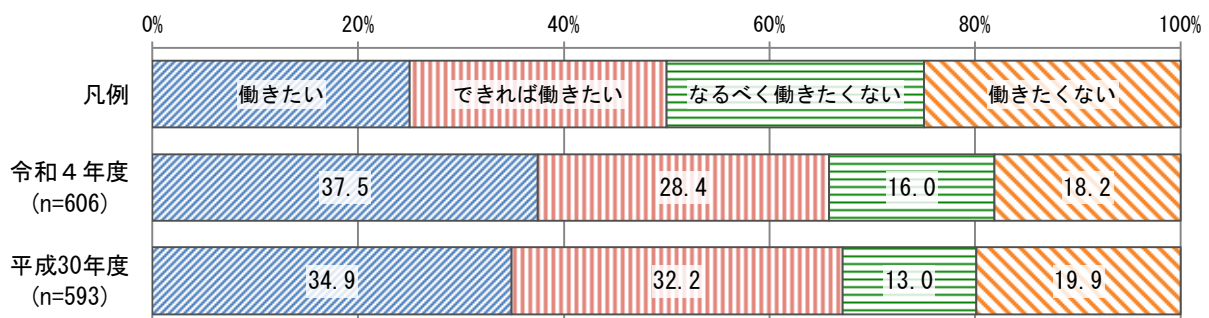 0% 20% 40% 60% 80% 100%
凡例 働きたい できれば働きたい なるべく働きたくない 働きたくない
令和４年度
(n=606)
37.5 28.4 16.0 18.2
平成30年度
(n=593)
34.9 32.2 13.0 19.9